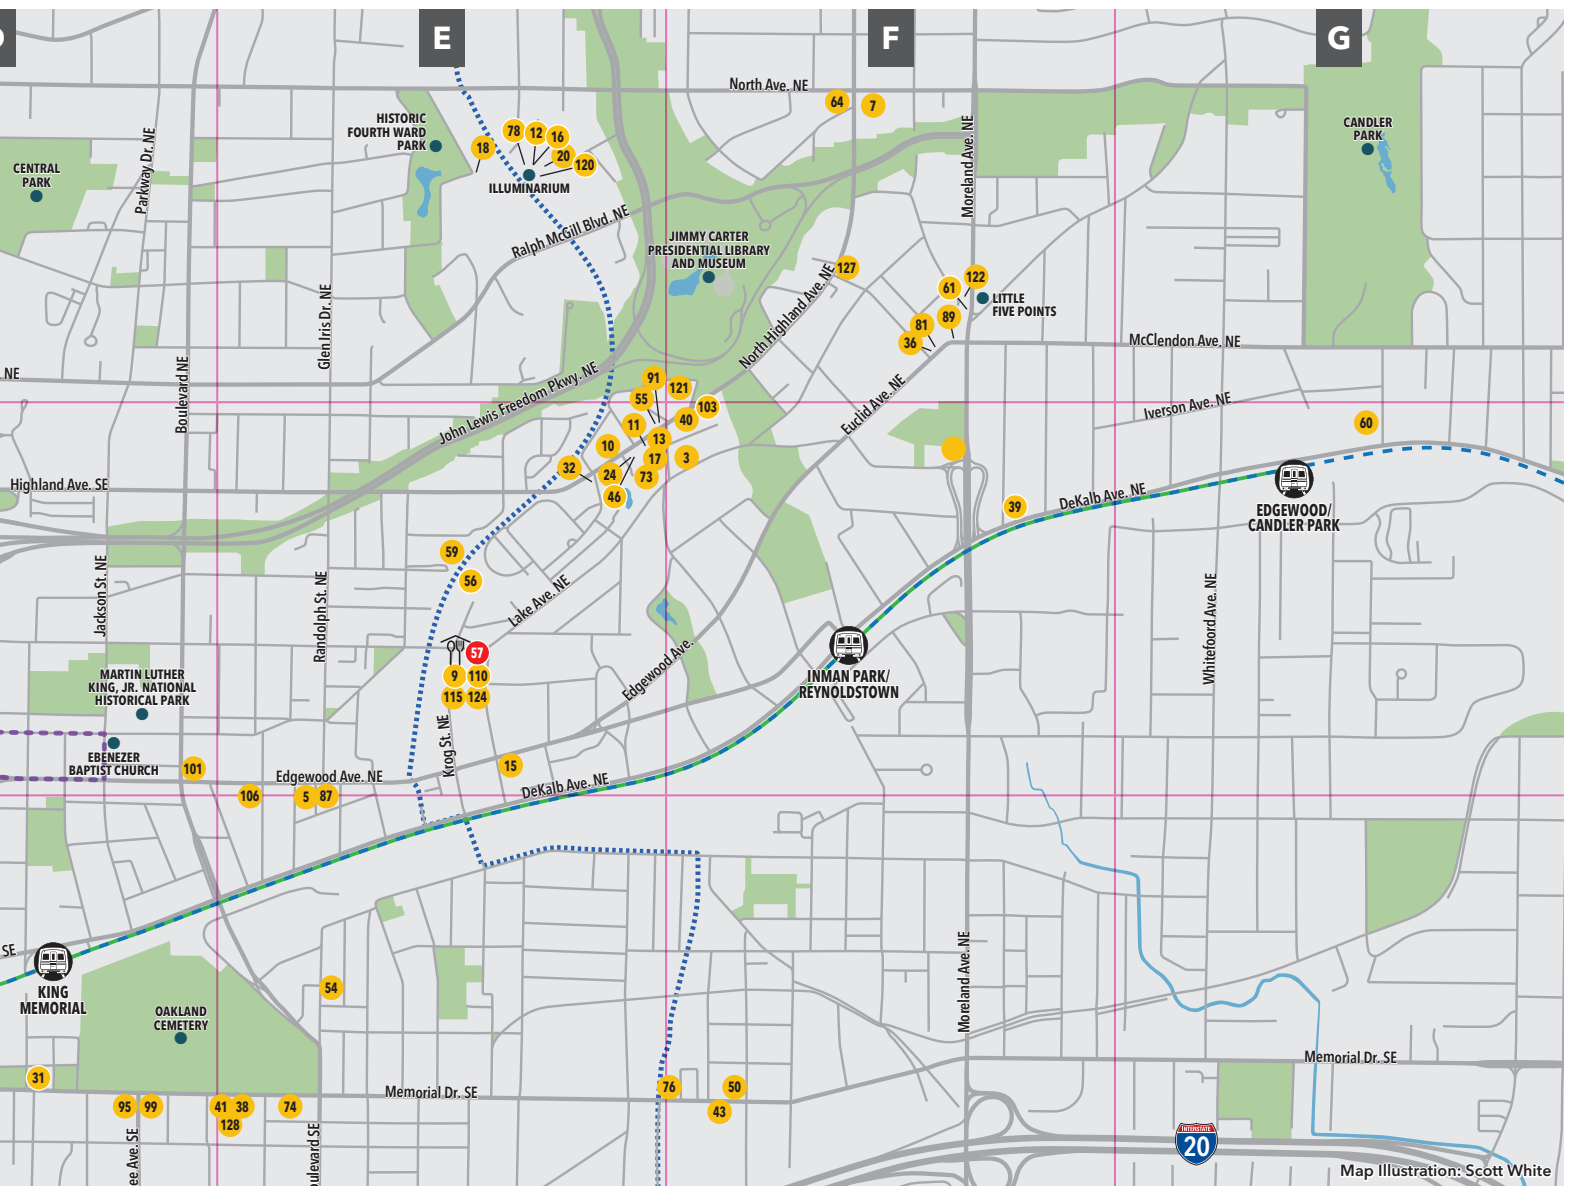 E
F
G
North Ave. NE
64
7
HISTORIC
FOURTH WARD
PARK
18
78
12
16
20
120
ILLUMINARIUM
CANDLER
PARK
CENTRAL
PARK
Parkway Dr. NE
Moreland Ave. NE
Ralph McGill Blvd. NE
JIMMY CARTER
PRESIDENTIAL LIBRARY
AND MUSEUM
127
122
61
LITTLE
FIVE POINTS
89
81
36
North Highland Ave. NE
Glen Iris Dr. NE
McClendon Ave. NE
NE
Boulevard NE
John Lewis Freedom Pkwy. NE
91
121
55
103
40
11
13
10
17
3
32
24
73
46
Euclid Ave. NE
Iverson Ave. NE
60
Highland Ave. SE
39
DeKalb Ave. NE
EDGEWOOD/
CANDLER PARK
59
56
Jackson St. NE
Randolph St. NE
Lake Ave. NE
Whitefoord Ave. NE
57
9
110
115
124
MARTIN LUTHER
KING, JR. NATIONAL
HISTORICAL PARK
Edgewood Ave.
INMAN PARK/
REYNOLDSTOWN
Krog St. NE
EBENEZER
BAPTIST CHURCH
101
15
Edgewood Ave. NE
DeKalb Ave. NE
106
5
87
SE
KING
MEMORIAL
54
Moreland Ave. NE
OAKLAND
CEMETERY
Memorial Dr. SE
31
Memorial Dr. SE
76
50
43
95
99
41
38
74
128
ee Ave. SE
oulevard SE
INTERSTATE
20
Map Illustration: Scott White